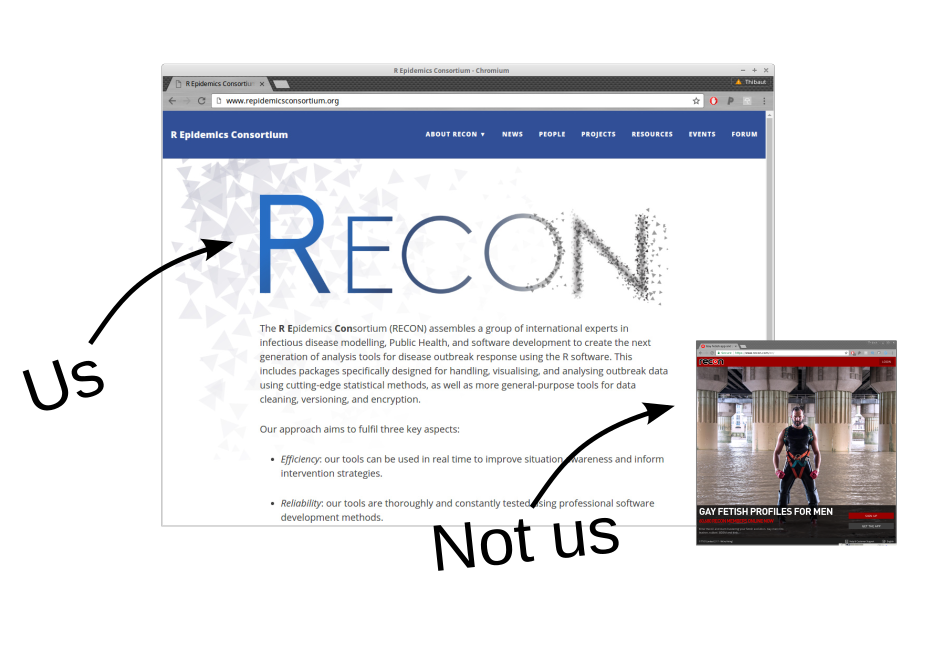 R Epidemics Consortium - Chromium
R Epidemics Consortiu
Thibaut
www.repidemicsconsortium.org
R Epidemics Consortium
ABOUT RECON ▾ NEWS PEOPLE PROJECTS RESOURCES EVENTS FORUM
RECON
The R Epidemics Consortium (RECON) assembles a group of international experts in
infectious disease modelling, Public Health, and software development to create the next
generation of analysis tools for disease outbreak response using the R software. This
includes packages specifically designed for handling, visualising, and analysing outbreak data
using cutting-edge statistical methods, as well as more general-purpose tools for data
cleaning, versioning, and encryption.
Our approach aims to fulfil three key aspects:
• Efficiency: our tools can be used in real time to improve situation awareness and inform
intervention strategies.
• Reliability: our tools are thoroughly and constantly tested using professional software
development methods.
Us
Not us
recon
LOGIN
GAY FETISH PROFILES FOR MEN
SIGN UP
GET THE APP